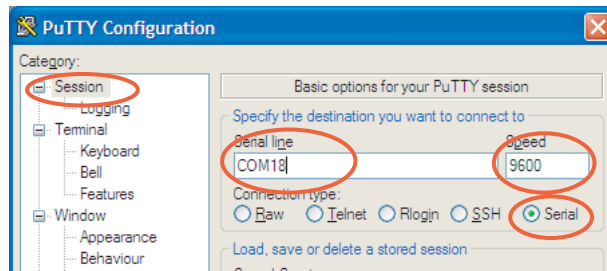 PuTTY Configuration
Category:
Session
Logging
Terminal
Keyboard
Bell
Features
Window
Appearance
Behaviour
Basic options for your PuTTY session
Specify the destination you want to connect to
Serial line
Speed
COM18
9600
Connection type:
Raw Telnet Rlogin SSH Serial
Load, save or delete a stored session